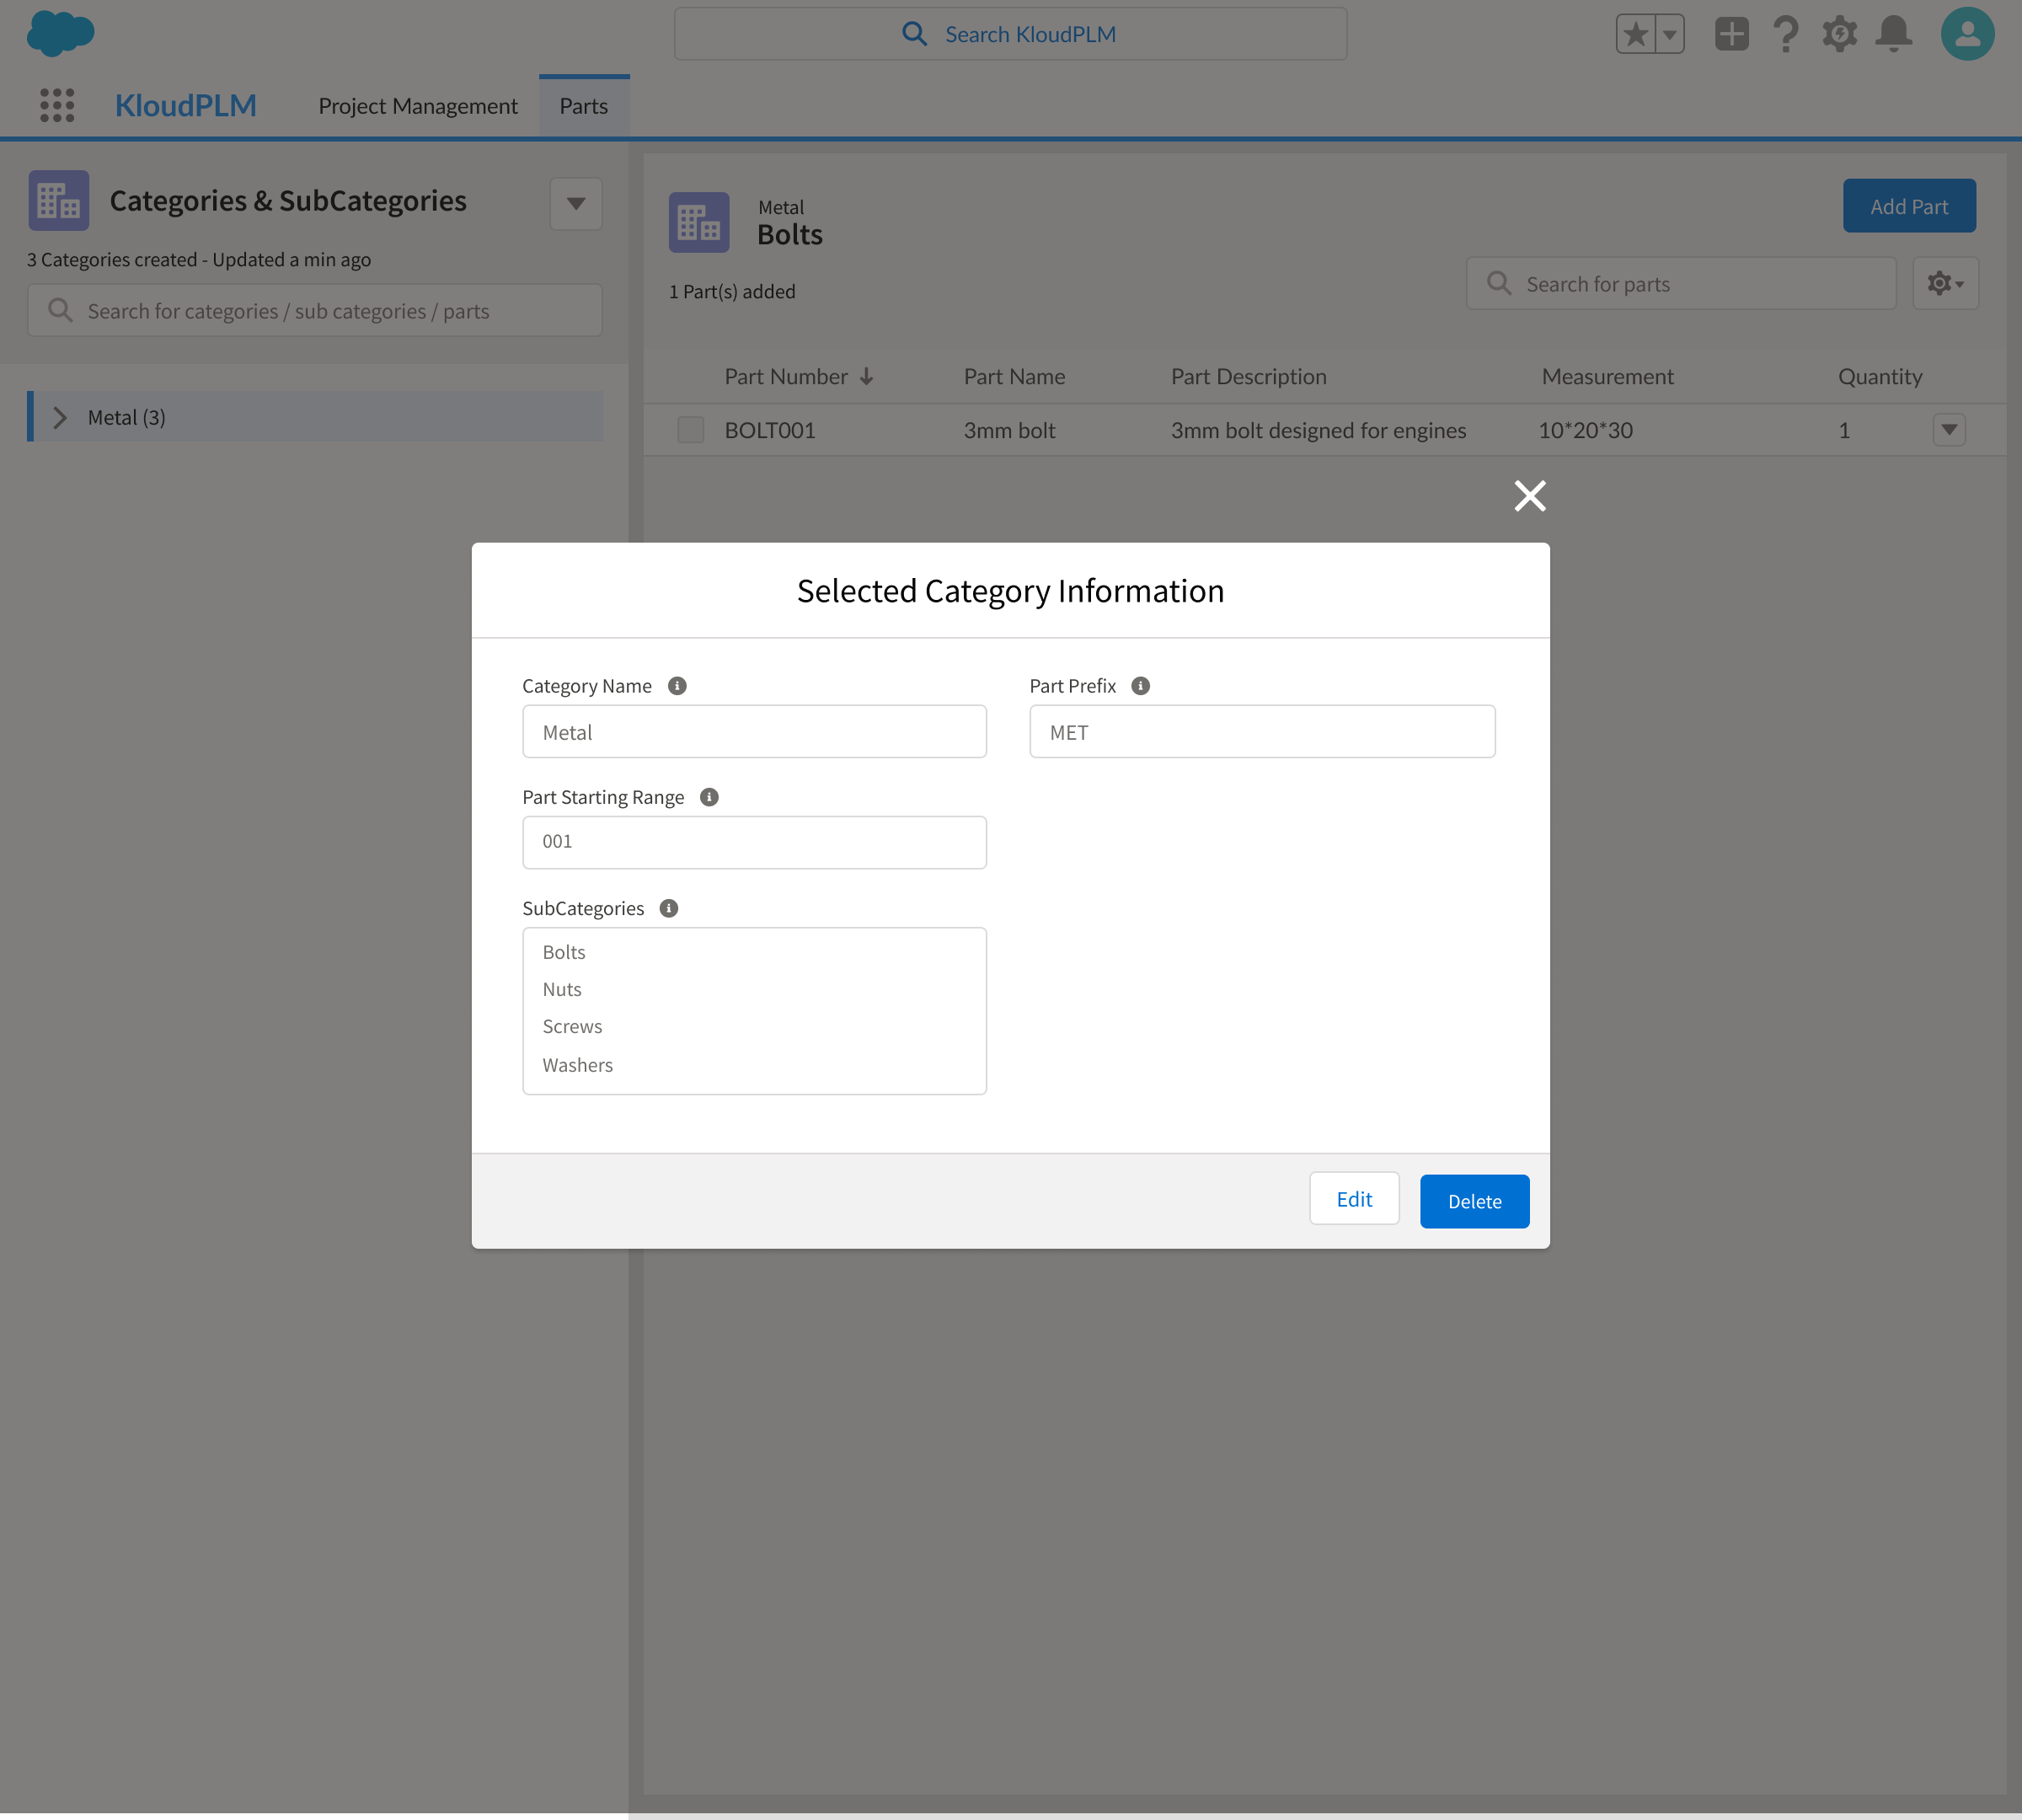 Search KloudPLM
KloudPLM
Project Management
Parts
Categories & SubCategories
3 Categories created - Updated a min ago
Search for categories / sub categories / parts
Metal (3)
Metal
Bolts
Add Part
1 Part(s) added
Search for parts
Part Number Part Name Part Description Measurement Quantity
BOLT001 3mm bolt 3mm bolt designed for engines 10*20*30 1
Selected Category Information
Category Name
Metal
Part Prefix
MET
Part Starting Range
001
SubCategories
Bolts
Nuts
Screws
Washers
Edit
Delete